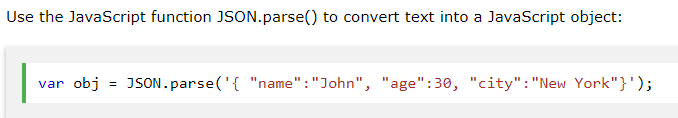 Use the JavaScript function JSON.parse() to convert text into a JavaScript object:
var obj = JSON.parse('{ "name":"John", "age":30, "city":"New York"}');